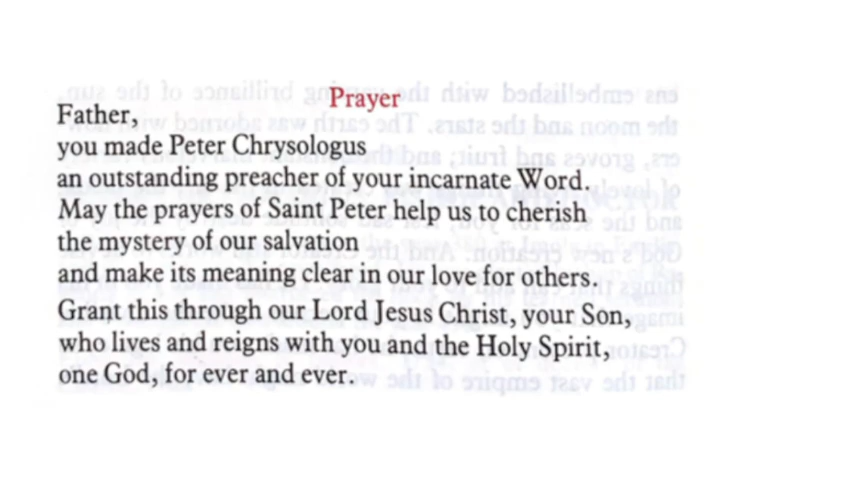 Prayer
Father,
you made Peter Chrysologus
an outstanding preacher of your incarnate Word.
May the prayers of Saint Peter help us to cherish
the mystery of our salvation
and make its meaning clear in our love for others.
Grant this through our Lord Jesus Christ, your Son,
who lives and reigns with you and the Holy Spirit,
one God, for ever and ever.